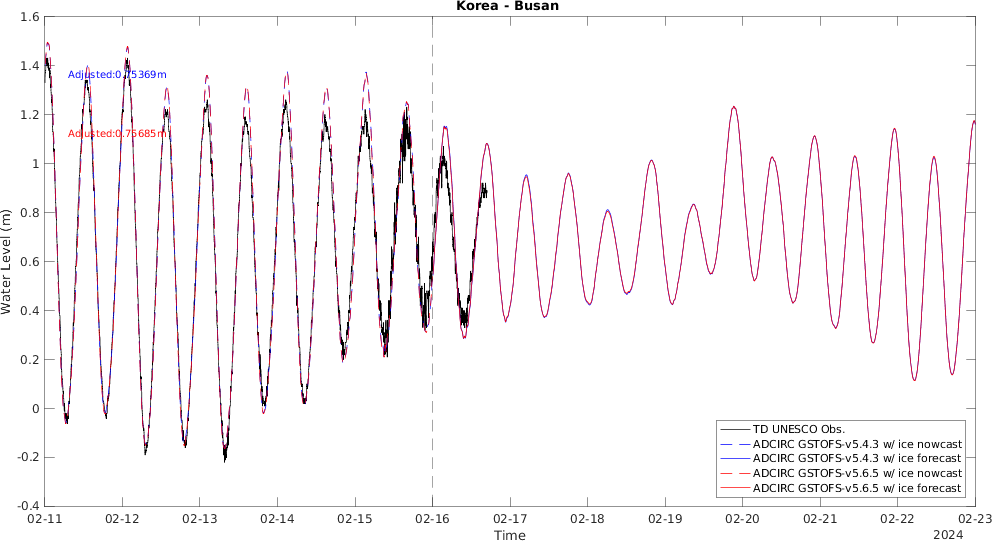 Korea - Busan
1.6
1.4
1.2
1
0.8
0.6
0.4
0.2
0
-0.2
-0.4
Water Level (m)
Adjusted:0.75369m
Adjusted:0.75685m
TD UNESCO Obs.
ADCIRC GSTOFS-v5.4.3 w/ ice nowcast
ADCIRC GSTOFS-v5.4.3 w/ ice forecast
ADCIRC GSTOFS-v5.6.5 w/ ice nowcast
ADCIRC GSTOFS-v5.6.5 w/ ice forecast
02-11 02-12 02-13 02-14 02-15 02-16 02-17 02-18 02-19 02-20 02-21 02-22 02-23
Time
2024